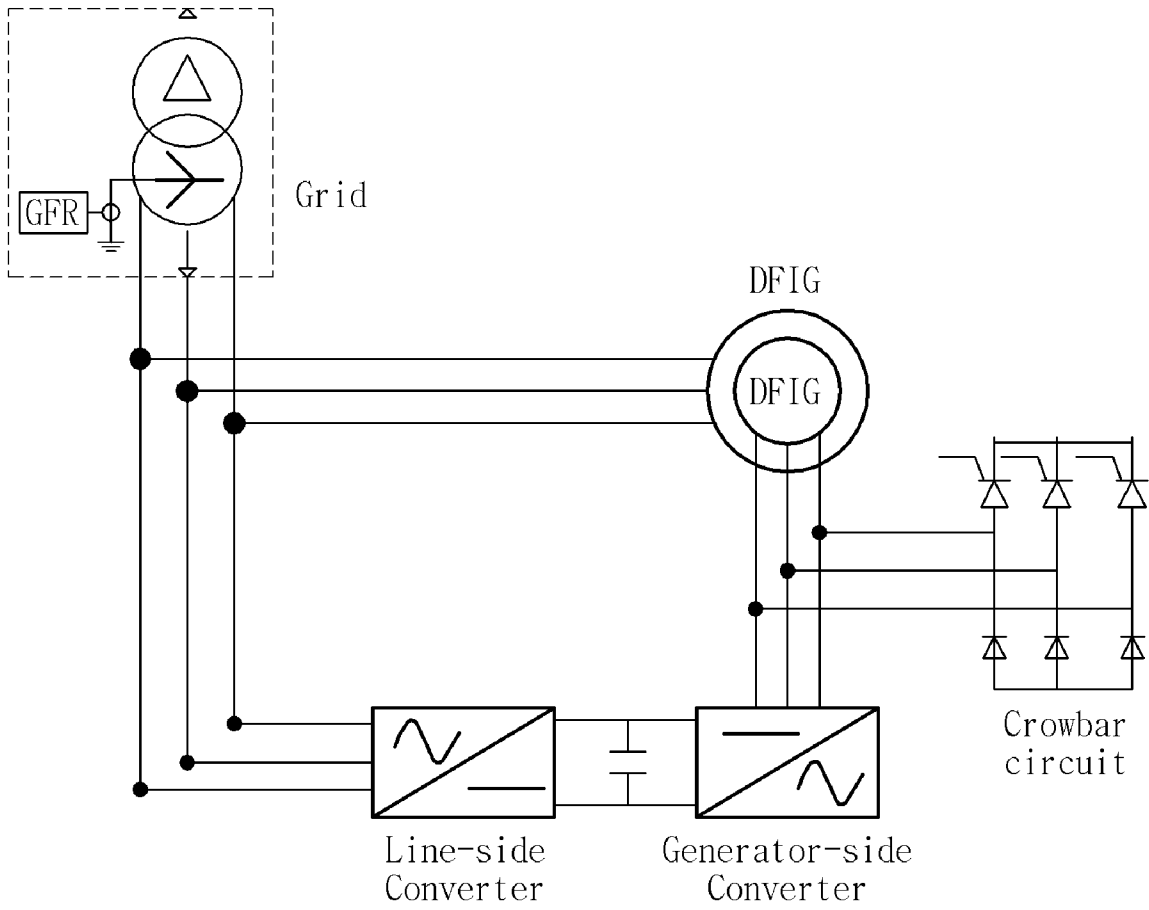 GFR
Grid
DFIG
DFIG
Crowbar
circuit
Line-side
Converter
Generator-side
Converter